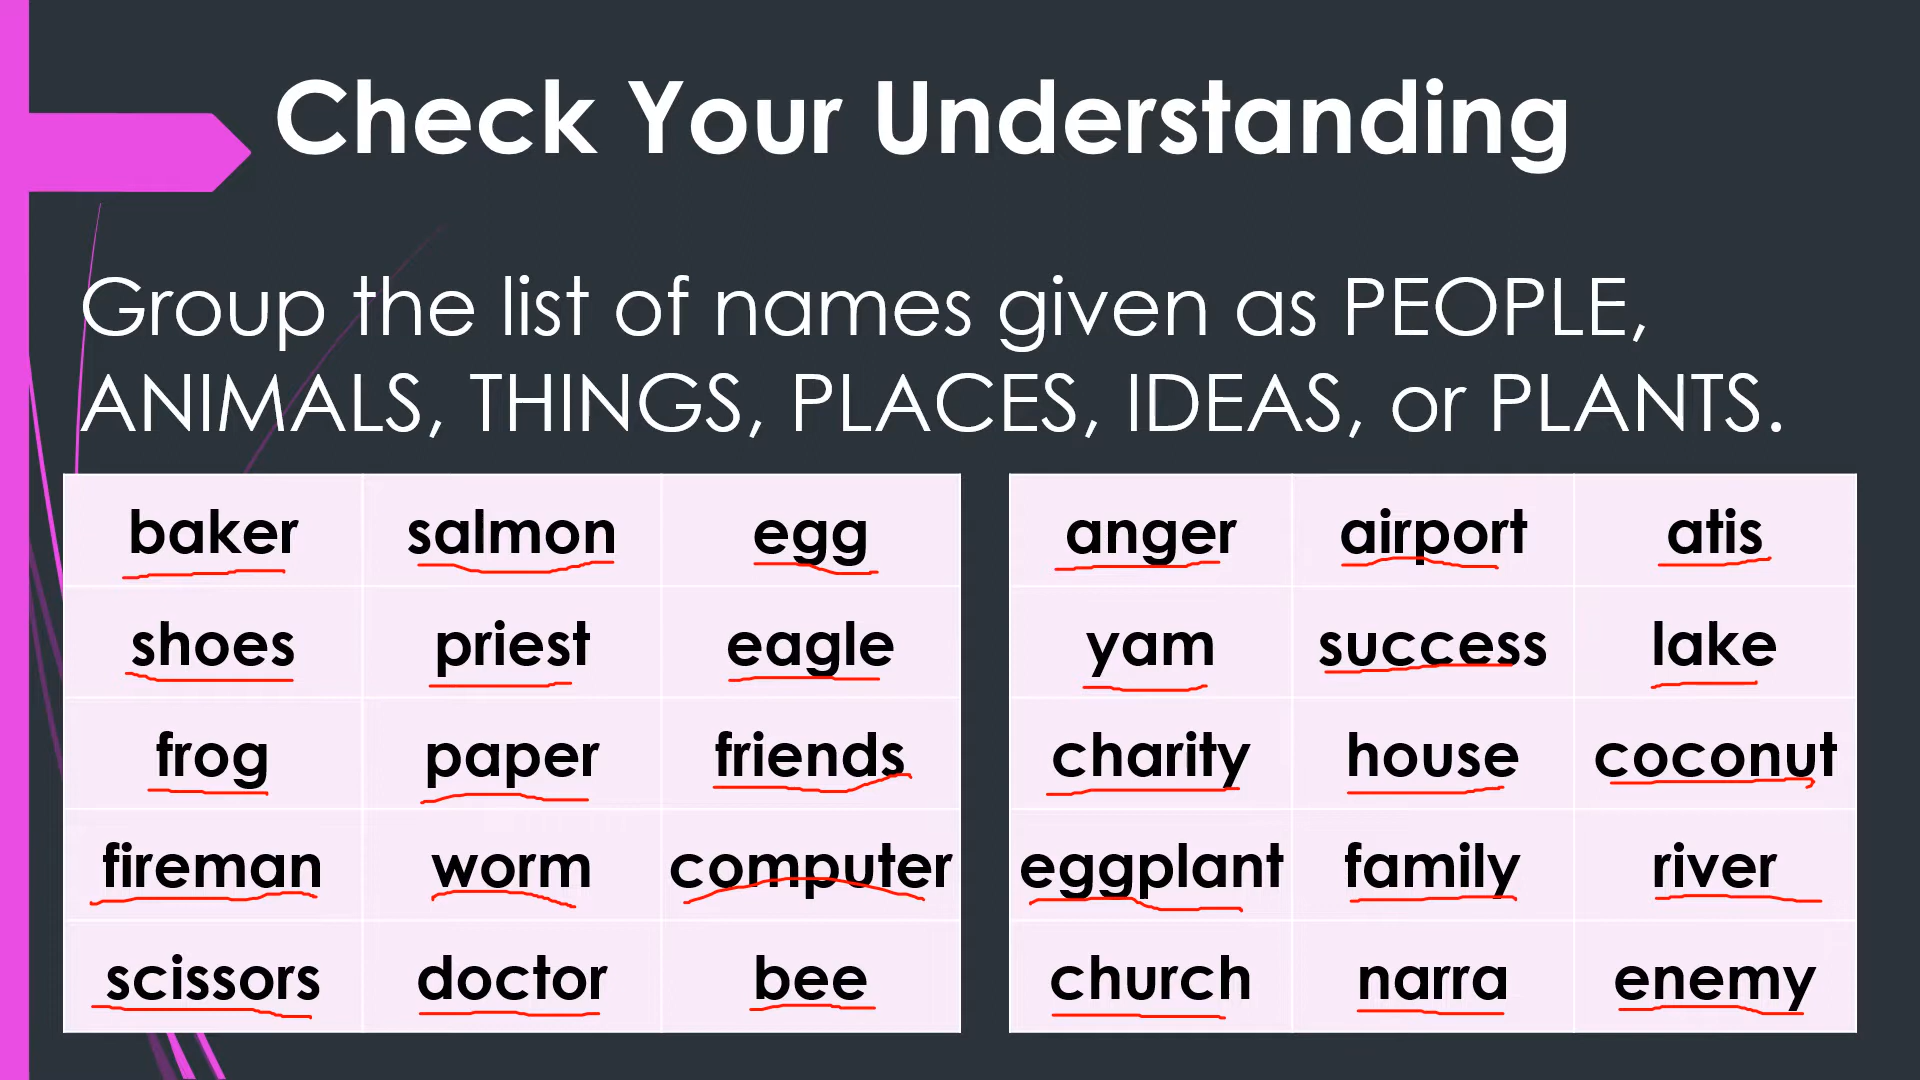 Check Your Understanding
Group the list of names given as PEOPLE,
ANIMALS, THINGS, PLACES, IDEAS, or PLANTS.
baker salmon egg
shoes priest eagle
frog paper friends
fireman worm computer
scissors doctor bee
anger airport atis
yam success lake
charity house coconut
eggplant family river
church narra enemy